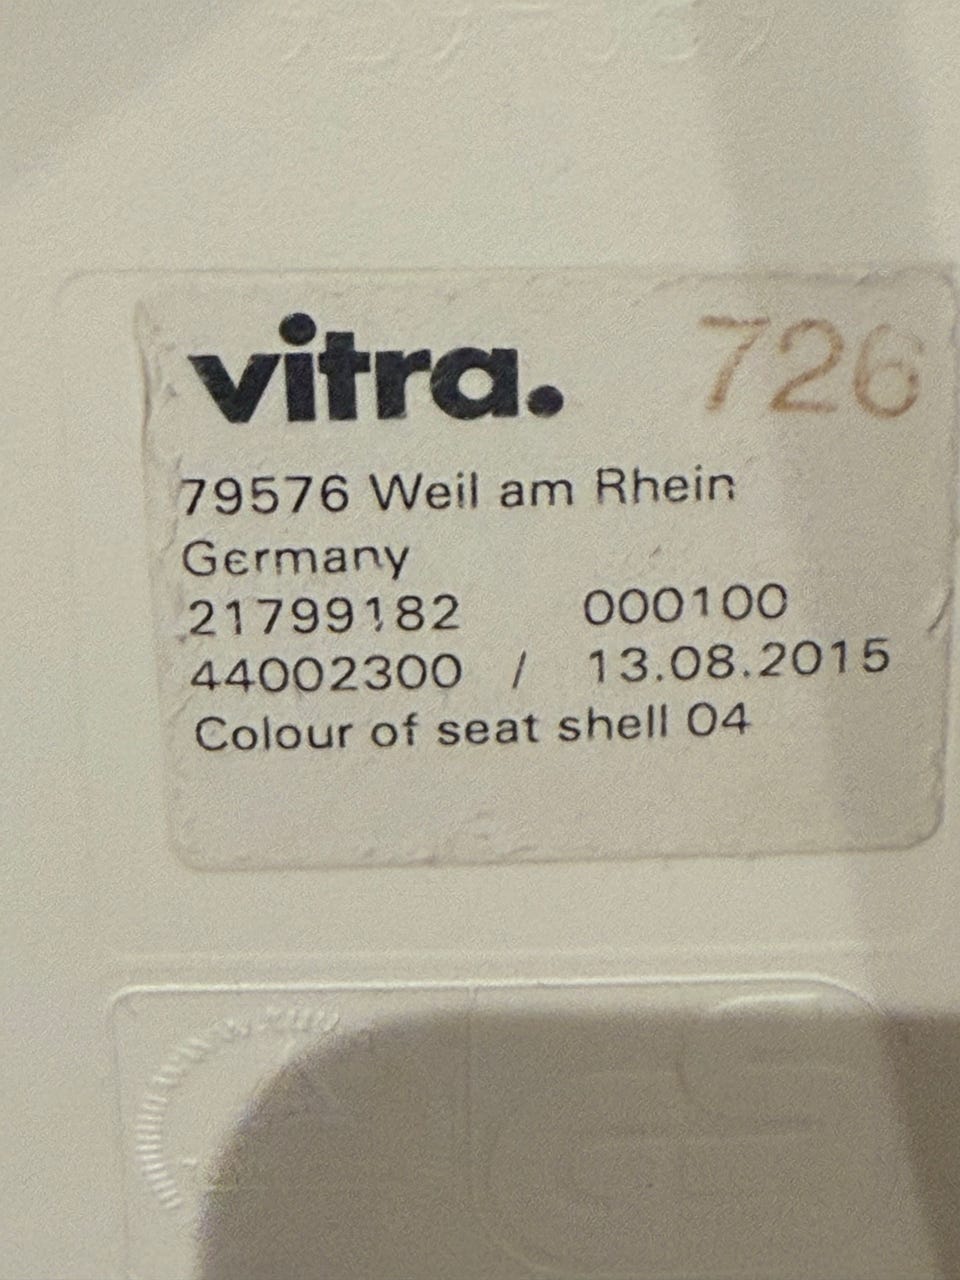 vitra. 726
79576 Weil am Rhein
Germany
21799182 000100
44002300 / 13.08.2015
Colour of seat shell 04